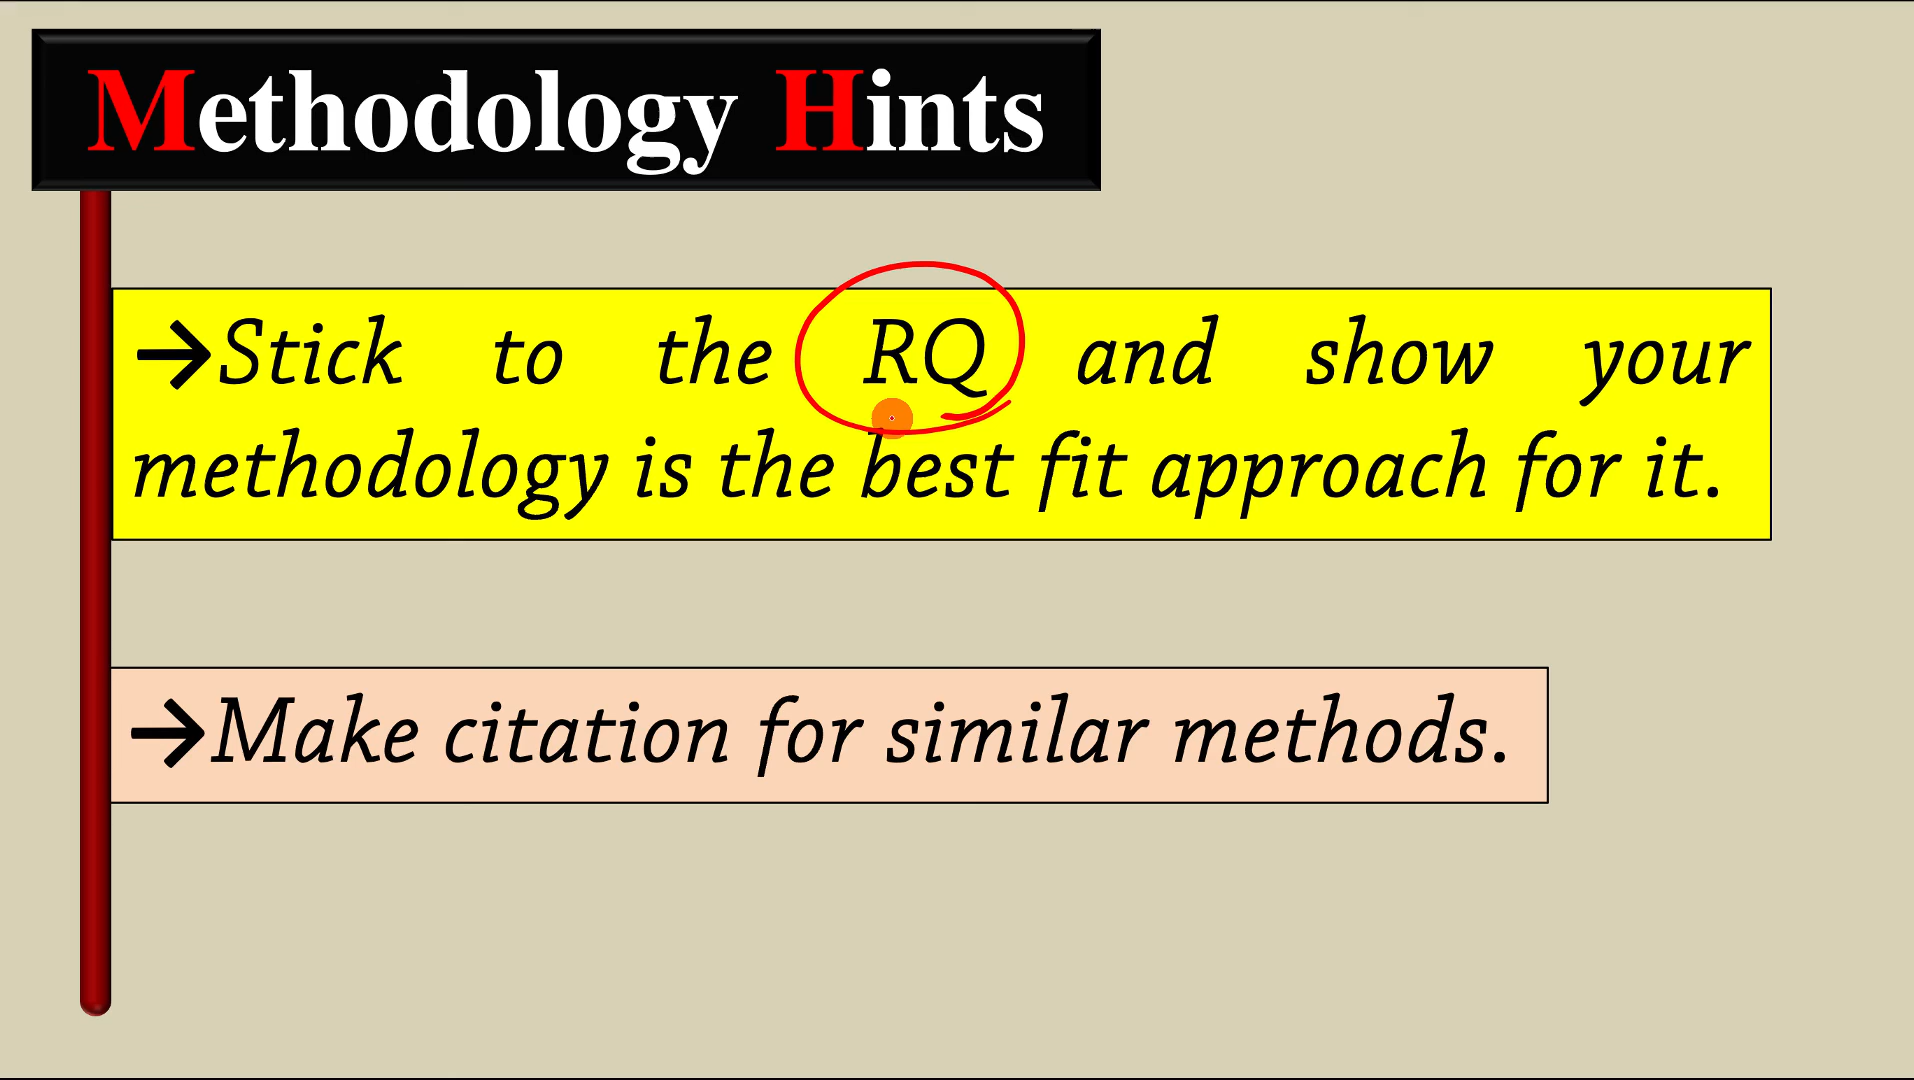 Methodology Hints
→Stick to the RQ and show your
methodology is the best fit approach for it.
→Make citation for similar methods.